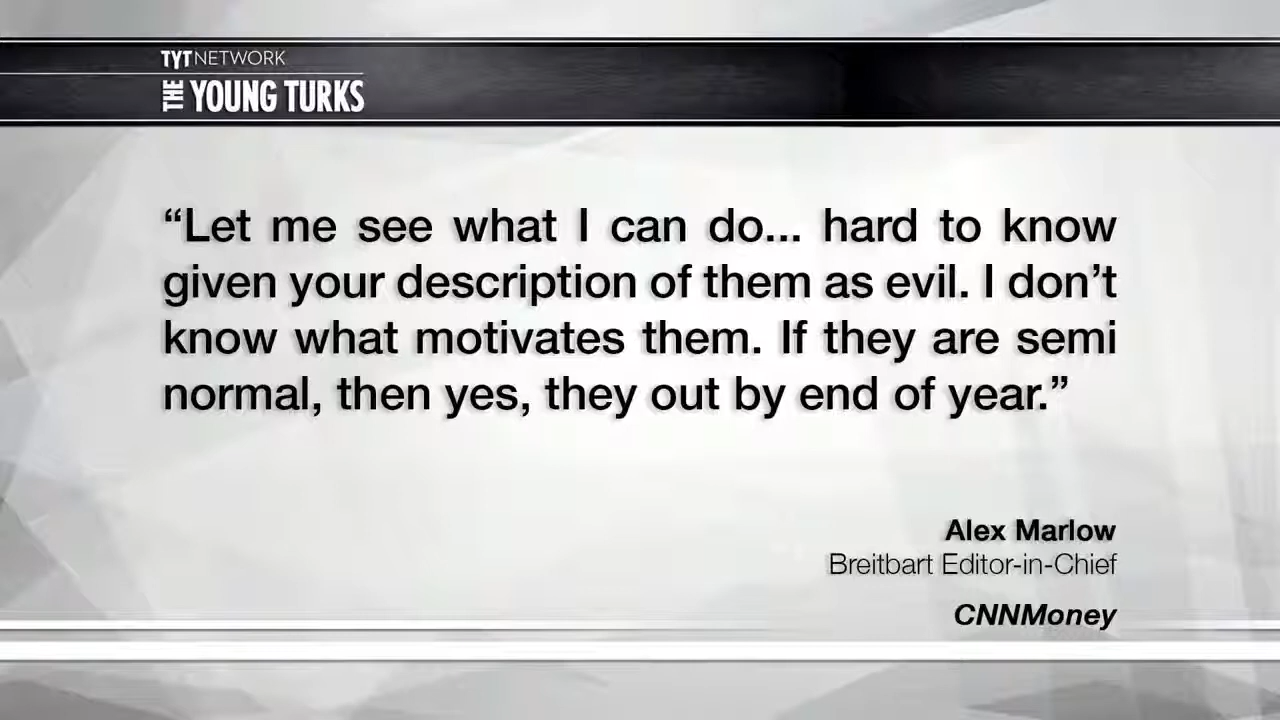 TYT NETWORK
THE YOUNG TURKS
“Let me see what I can do... hard to know
given your description of them as evil. I don’t
know what motivates them. If they are semi
normal, then yes, they out by end of year.”
Alex Marlow
Breitbart Editor-in-Chief
CNNMoney